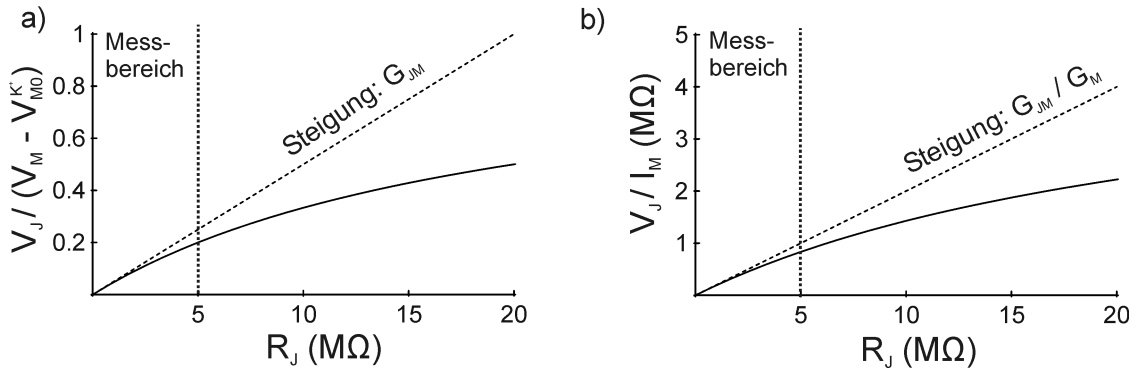 a)
V_J / (V_M - V_M0^K+)
1
0.8
0.6
0.4
0.2
Mess-
bereich
Steigung: G_JM
5
10
15
20
R_J (MΩ)
b)
V_J / I_M (MΩ)
5
4
3
2
1
Mess-
bereich
Steigung: G_JM / G_M
5
10
15
20
R_J (MΩ)